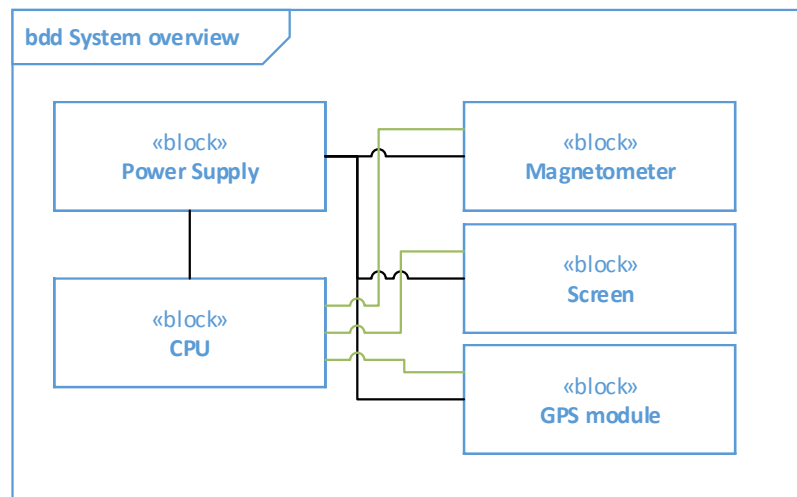 bdd System overview
«block»
Power Supply
«block»
Magnetometer
«block»
Screen
«block»
CPU
«block»
GPS module